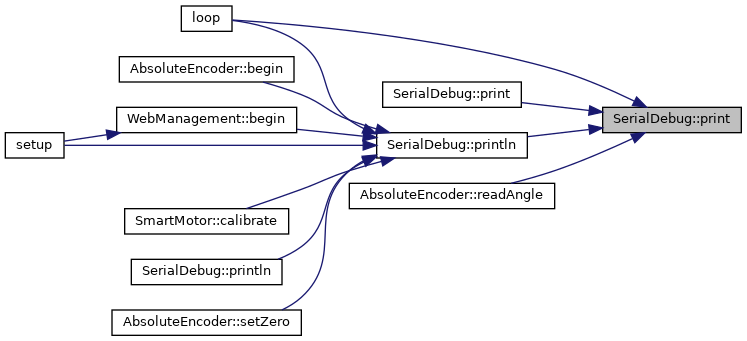 loop
AbsoluteEncoder::begin
SerialDebug::print
WebManagement::begin
SerialDebug::print
setup
SerialDebug::println
AbsoluteEncoder::readAngle
SmartMotor::calibrate
SerialDebug::println
AbsoluteEncoder::setZero